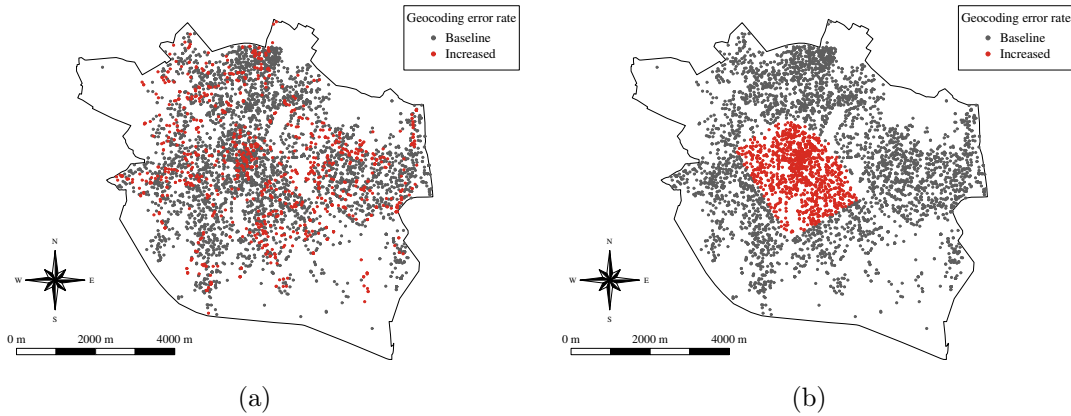 Geocoding error rate
Baseline
Increased
N
W
E
S
0 m 2000 m 4000 m
(a)
Geocoding error rate
Baseline
Increased
N
W
E
S
0 m 2000 m 4000 m
(b)